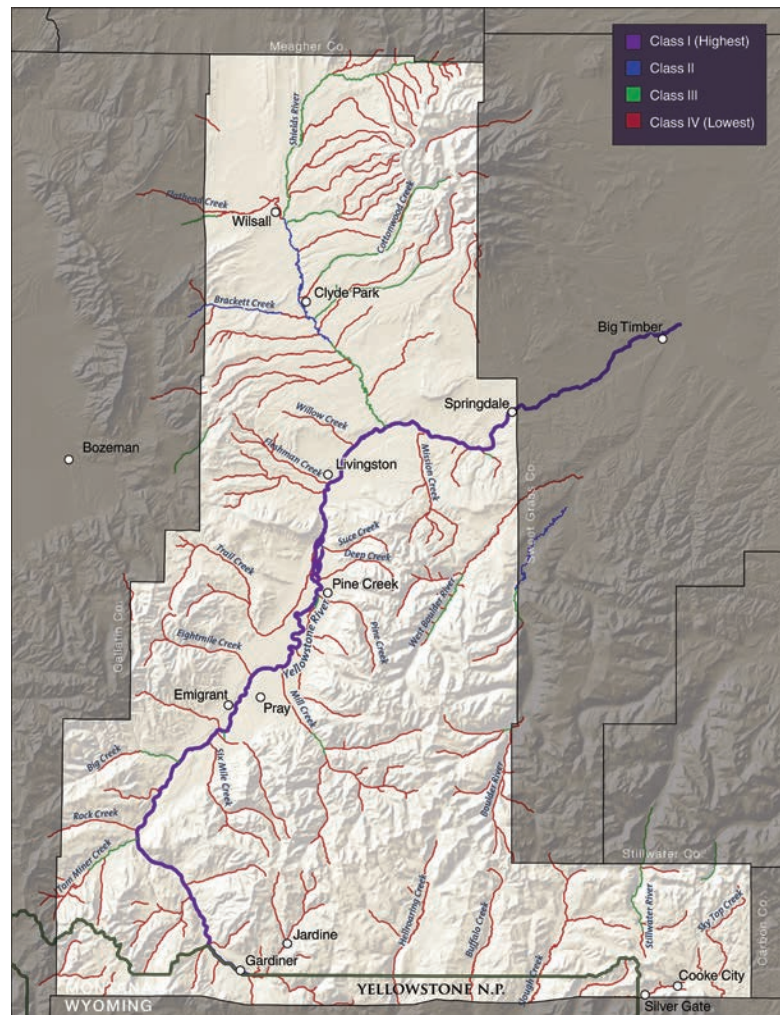 Meagher Co.
Class I (Highest)
Class II
Class III
Class IV (Lowest)
Shields River
Flathead Creek
Wilsall
Cottonwood Creek
Clyde Park
Brackett Creek
Big Timber
Springdale
Willow Creek
Fleshman Creek
Livingston
Bozeman
Mission Creek
Sweet Grass Co.
Suce Creek
Deep Creek
Trail Creek
Pine Creek
Yellowstone River
West Boulder River
Pine Creek
Gallatin Co.
Eightmile Creek
Emigrant
Pray
Mill Creek
Big Creek
Six Mile Creek
Boulder River
Rock Creek
Tom Miner Creek
Stillwater Co.
Hellroaring Creek
Buffalo Creek
Stillwater River
Sky Top Creek
Carbon Co.
Jardine
Gardiner
Slough Creek
Cooke City
MONTANA
YELLOWSTONE N.P.
WYOMING
Silver Gate